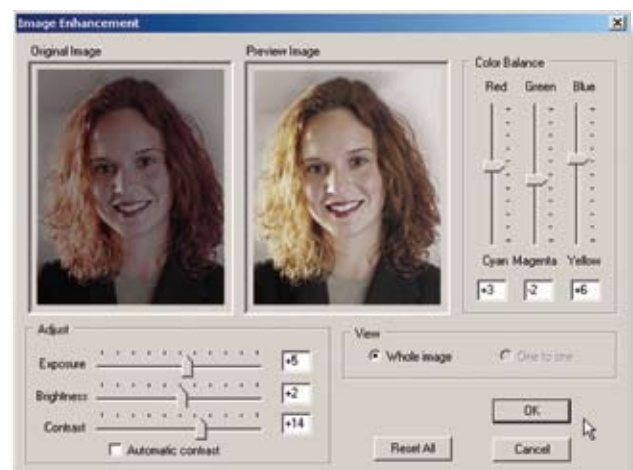 Image Enhancement
Original Image
Preview Image
Color Balance
Red Green Blue
Cyan Magenta Yellow
+3 -2 +6
Adjust
Exposure +5
Brightness +2
Contrast +14
Automatic contrast
View
Whole image
One to one
OK
Reset All
Cancel